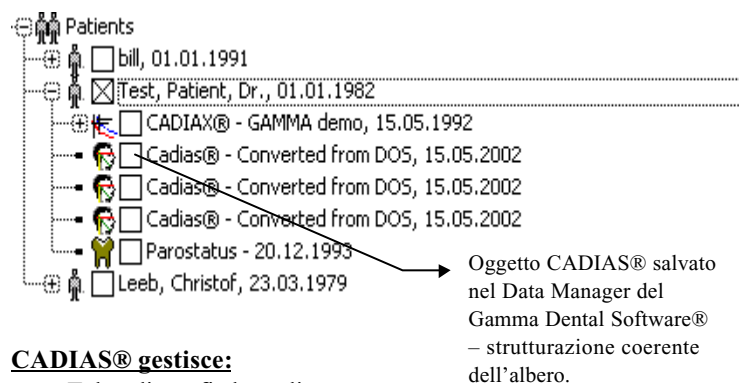 Patients
bill, 01.01.1991
Test, Patient, Dr., 01.01.1982
CADIAX® - GAMMA demo, 15.05.1992
Cadias® - Converted from DOS, 15.05.2002
Cadias® - Converted from DOS, 15.05.2002
Cadias® - Converted from DOS, 15.05.2002
Parostatus - 20.12.1993
Leeb, Christof, 23.03.1979
Oggetto CADIAS® salvato
nel Data Manager del
Gamma Dental Software®
– strutturazione coerente
dell'albero.
CADIAS® gestisce: